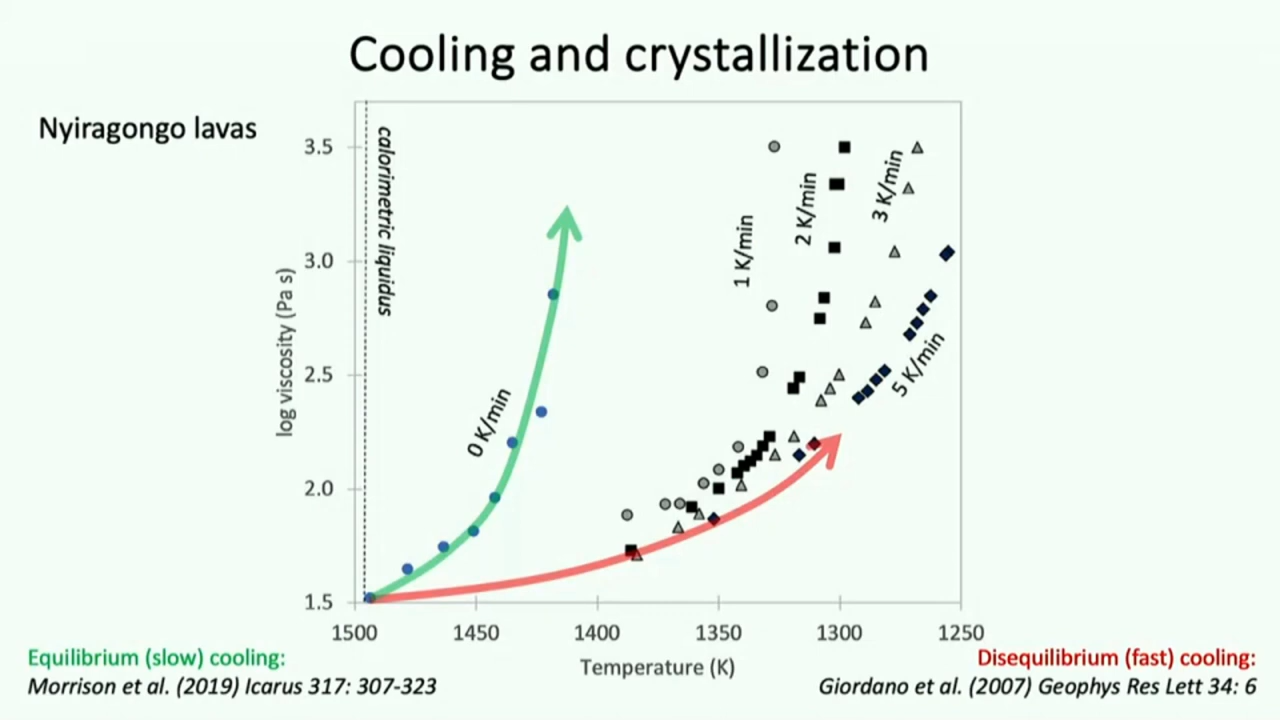 Cooling and crystallization
Nyiragongo lavas
calorimetric liquidus
log viscosity (Pa s)
3.5
3.0
2.5
2.0
1.5
0 K/min
1 K/min
2 K/min
3 K/min
5 K/min
1500 1450 1400 1350 1300 1250
Temperature (K)
Equilibrium (slow) cooling:
Morrison et al. (2019) Icarus 317: 307-323
Disequilibrium (fast) cooling:
Giordano et al. (2007) Geophys Res Lett 34: 6